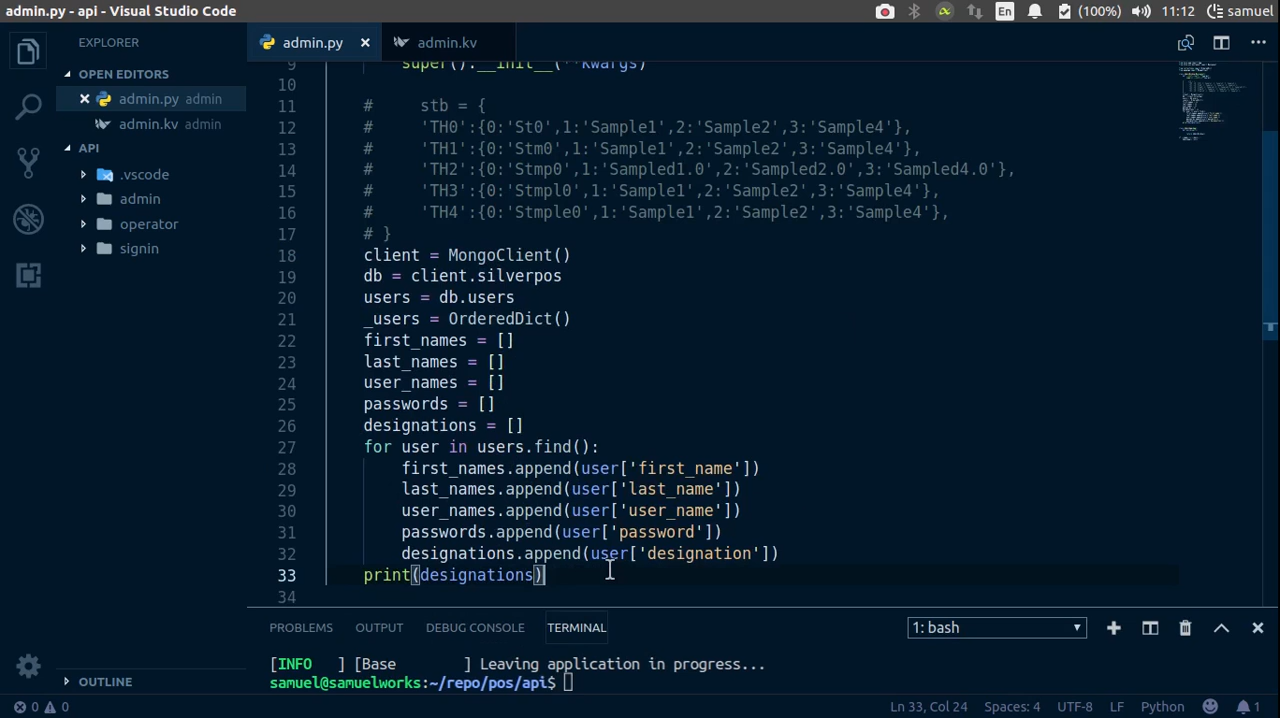 admin.py - api - Visual Studio Code
En
(100%)
11:12
samuel
EXPLORER
OPEN EDITORS
admin.py admin
admin.kv admin
API
.vscode
admin
operator
signin
OUTLINE
admin.py
admin.kv
9 super().__init__(**kwargs)
10
11 # stb = {
12 # 'TH0':{0:'St0',1:'Sample1',2:'Sample2',3:'Sample4'},
13 # 'TH1':{0:'Stm0',1:'Sample1',2:'Sample2',3:'Sample4'},
14 # 'TH2':{0:'Stmp0',1:'Sampled1.0',2:'Sampled2.0',3:'Sampled4.0'},
15 # 'TH3':{0:'Stmpl0',1:'Sample1',2:'Sample2',3:'Sample4'},
16 # 'TH4':{0:'Stmple0',1:'Sample1',2:'Sample2',3:'Sample4'},
17 # }
18 client = MongoClient()
19 db = client.silverpos
20 users = db.users
21 _users = OrderedDict()
22 first_names = []
23 last_names = []
24 user_names = []
25 passwords = []
26 designations = []
27 for user in users.find():
28 first_names.append(user['first_name'])
29 last_names.append(user['last_name'])
30 user_names.append(user['user_name'])
31 passwords.append(user['password'])
32 designations.append(user['designation'])
33 print(designations)
34
PROBLEMS OUTPUT DEBUG CONSOLE TERMINAL 1: bash
[INFO ] [Base ] Leaving application in progress...
samuel@samuelworks:~/repo/pos/api$
0 0 Ln 33, Col 24 Spaces: 4 UTF-8 LF Python 1